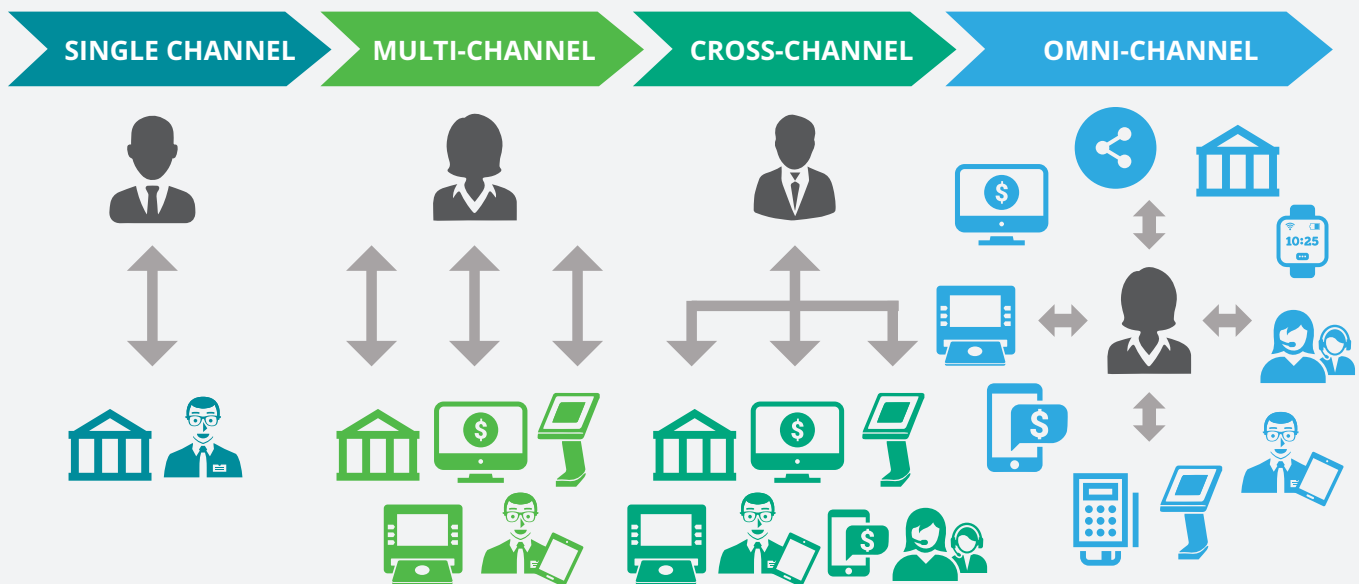 SINGLE CHANNEL
MULTI-CHANNEL
CROSS-CHANNEL
OMNI-CHANNEL
$
10:25
$
$
$
$